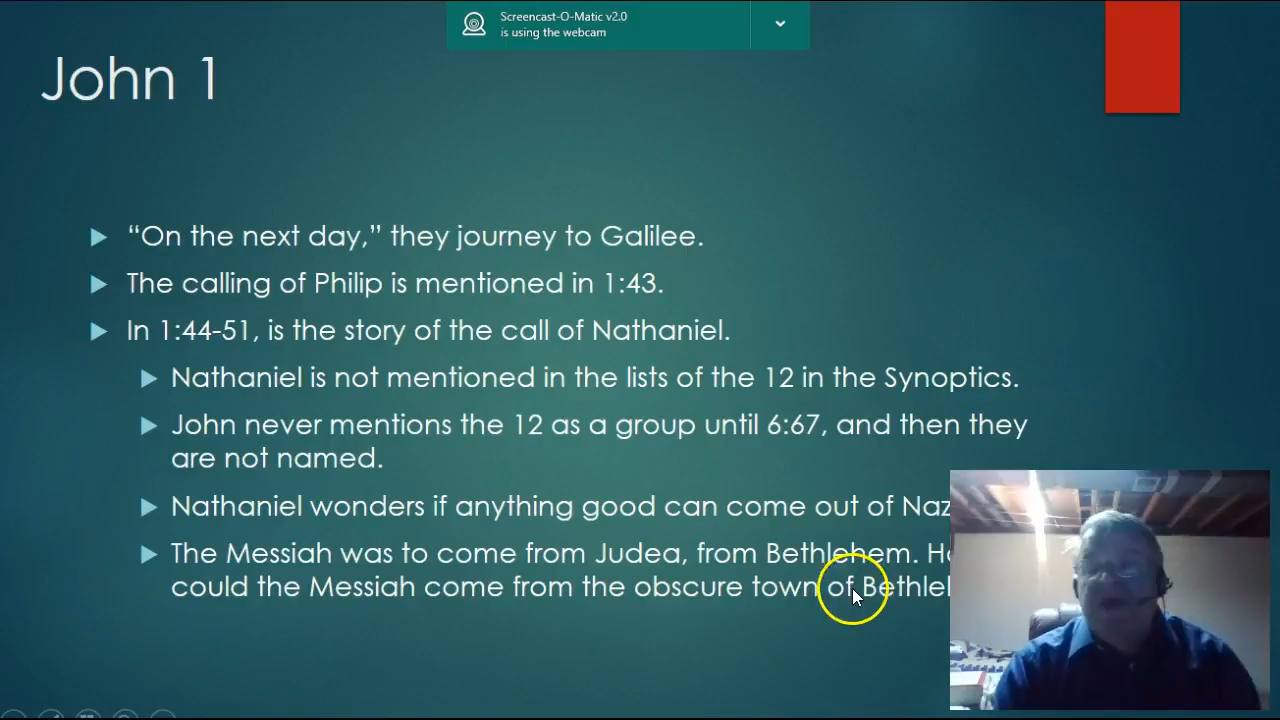 Screencast-O-Matic v2.0
is using the webcam
John 1
“On the next day,” they journey to Galilee.
The calling of Philip is mentioned in 1:43.
In 1:44-51, is the story of the call of Nathaniel.
Nathaniel is not mentioned in the lists of the 12 in the Synoptics.
John never mentions the 12 as a group until 6:67, and then they
are not named.
Nathaniel wonders if anything good can come out of Naz
The Messiah was to come from Judea, from Bethlehem. H
could the Messiah come from the obscure town of Bethle